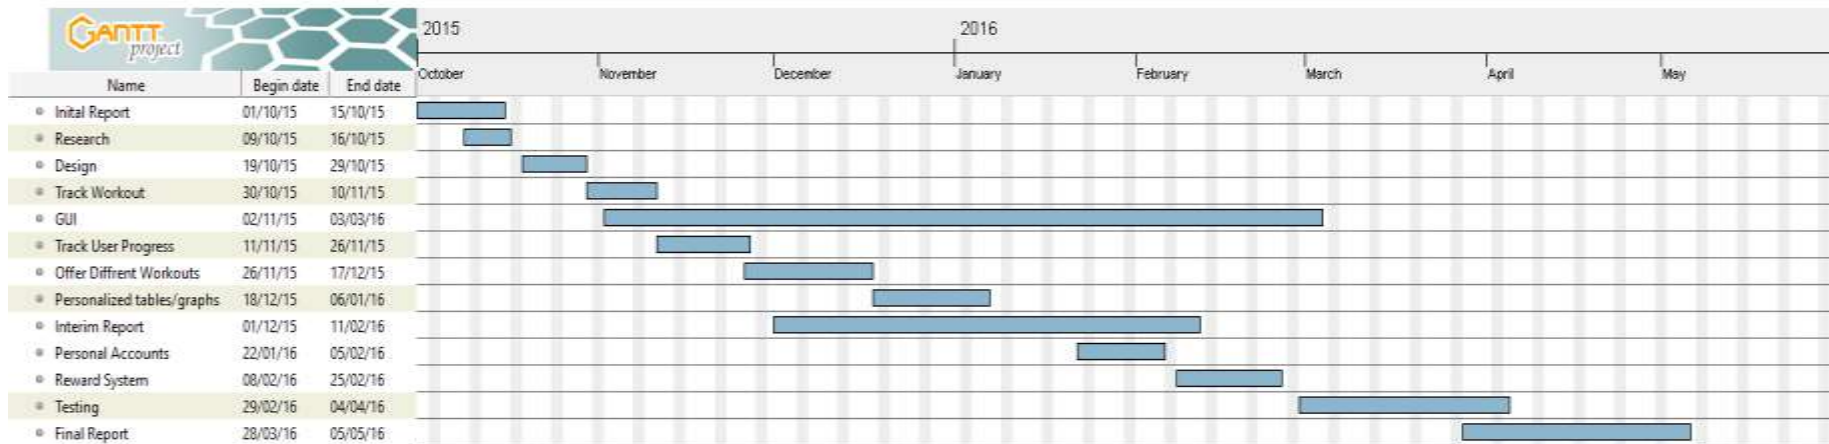 GANTT
project
2015 2016
October November December January February March April May
Name Begin date End date
Inital Report 01/10/15 15/10/15
Research 09/10/15 16/10/15
Design 19/10/15 29/10/15
Track Workout 30/10/15 10/11/15
GUI 02/11/15 03/03/16
Track User Progress 11/11/15 26/11/15
Offer Diffrent Workouts 26/11/15 17/12/15
Personalized tables/graphs 18/12/15 06/01/16
Interim Report 01/12/15 11/02/16
Personal Accounts 22/01/16 05/02/16
Reward System 08/02/16 25/02/16
Testing 29/02/16 04/04/16
Final Report 28/03/16 05/05/16